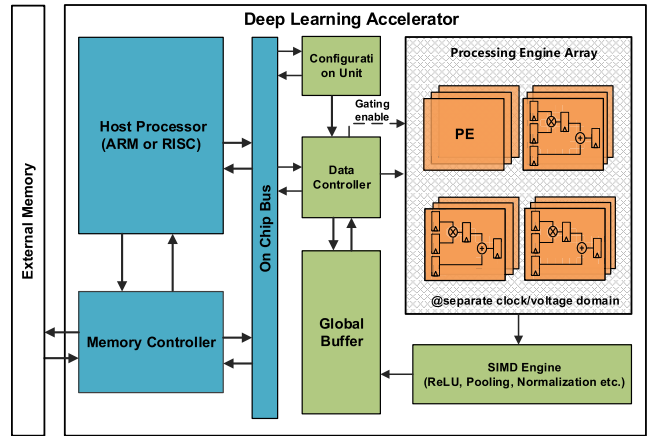 Deep Learning Accelerator
External Memory
Host Processor
(ARM or RISC)
Memory Controller
On Chip Bus
Configurati
on Unit
Gating
enable
Data
Controller
Global
Buffer
Processing Engine Array
PE
@separate clock/voltage domain
SIMD Engine
(ReLU, Pooling, Normalization etc.)